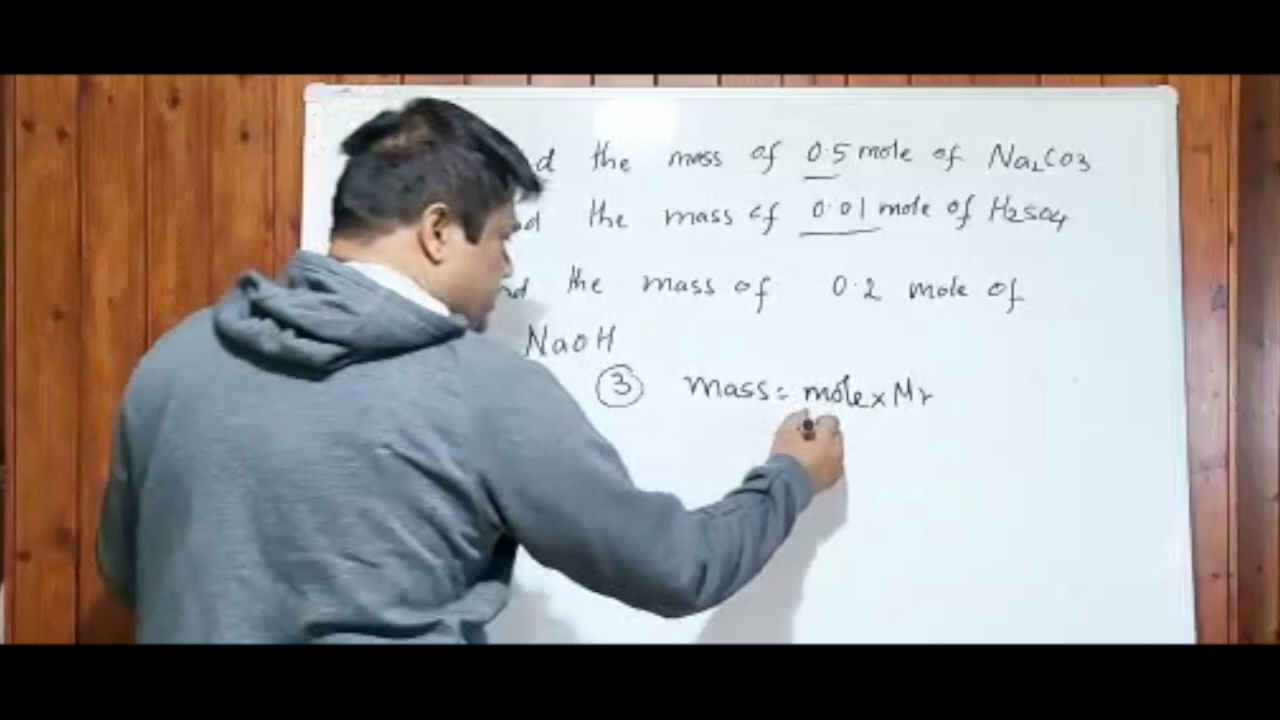 the mass of 0.5 mole of Na2CO3
the mass of 0.01 mole of H2SO4
the mass of 0.2 mole of
NaOH
③ mass = mole x Mr